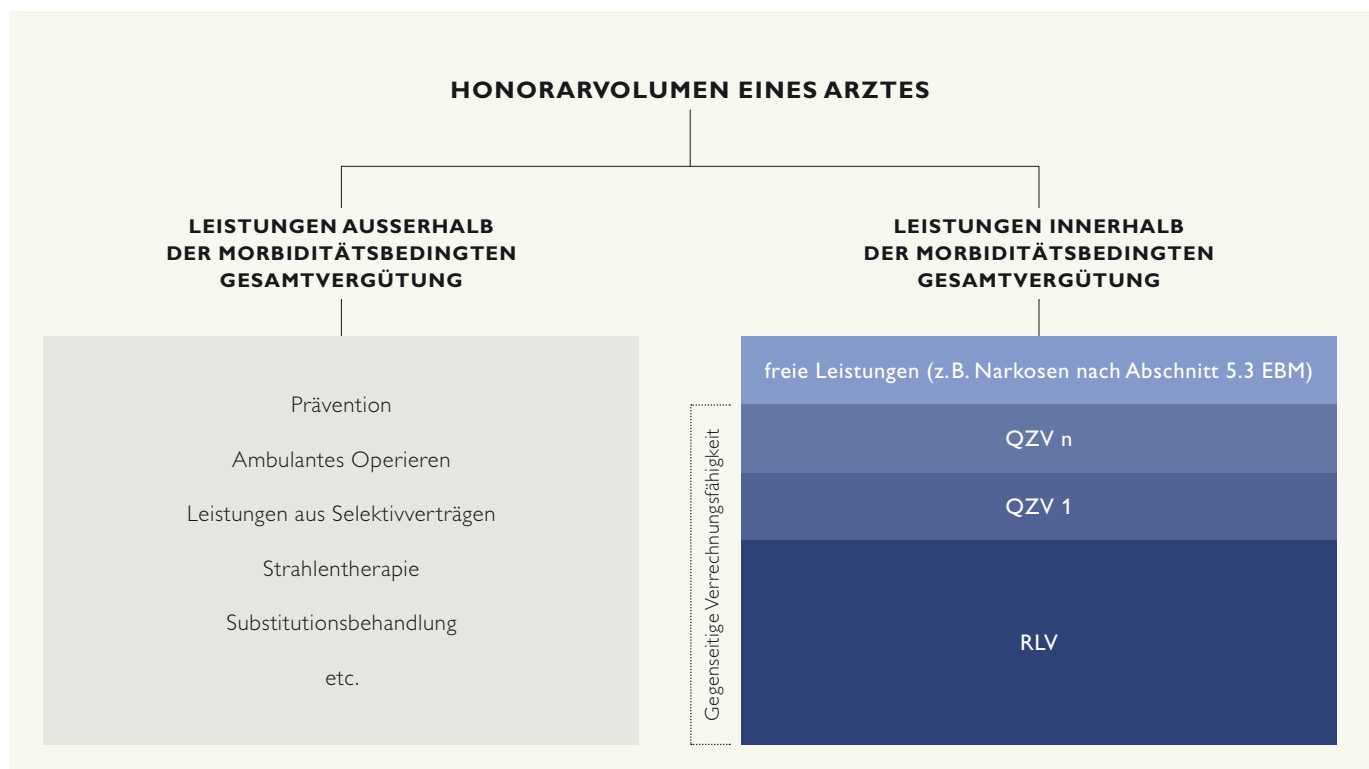 HONORARVOLUMEN EINES ARZTES
LEISTUNGEN AUSSERHALB
DER MORBIDITÄTSBEDINGTEN
GESAMTVERGÜTUNG
Prävention
Ambulantes Operieren
Leistungen aus Selektivverträgen
Strahlentherapie
Substitutionsbehandlung
etc.
LEISTUNGEN INNERHALB
DER MORBIDITÄTSBEDINGTEN
GESAMTVERGÜTUNG
freie Leistungen (z.B. Narkosen nach Abschnitt 5.3 EBM)
QZV n
QZV 1
RLV
Gegenseitige Verrechnungsfähigkeit